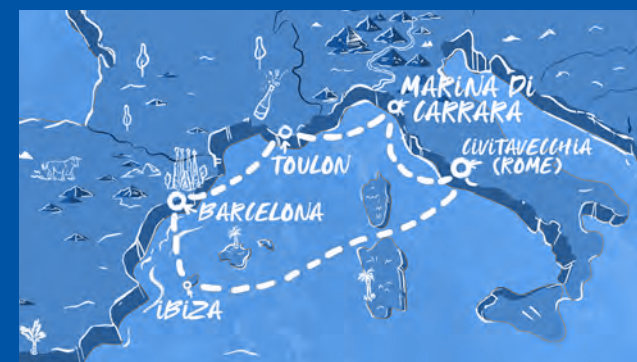 MARINA DI
CARRARA
CIVITAVECCHIA
(ROME)
TOULON
BARCELONA
IBIZA